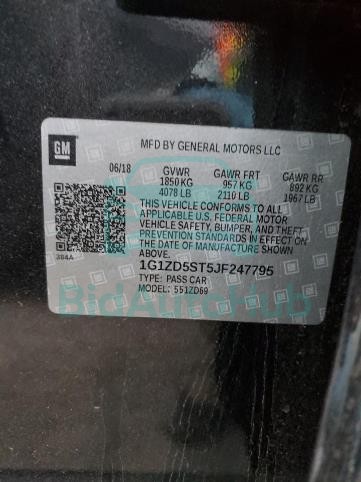 GM
MFD BY GENERAL MOTORS LLC
06/18 GVWR GAWR FRT GAWR RR
1850 KG 957 KG 892 KG
4078 LB 2110 LB 1967 LB
THIS VEHICLE CONFORMS TO ALL
APPLICABLE U.S. FEDERAL MOTOR
VEHICLE SAFETY, BUMPER, AND THEFT
PREVENTION STANDARDS IN EFFECT ON
THE DATE OF MANUFACTURE SHOWN
ABOVE.
384A
1G1ZD5ST5JF247795
TYPE: PASS CAR
MODEL: 551ZD69
BidAutoHub